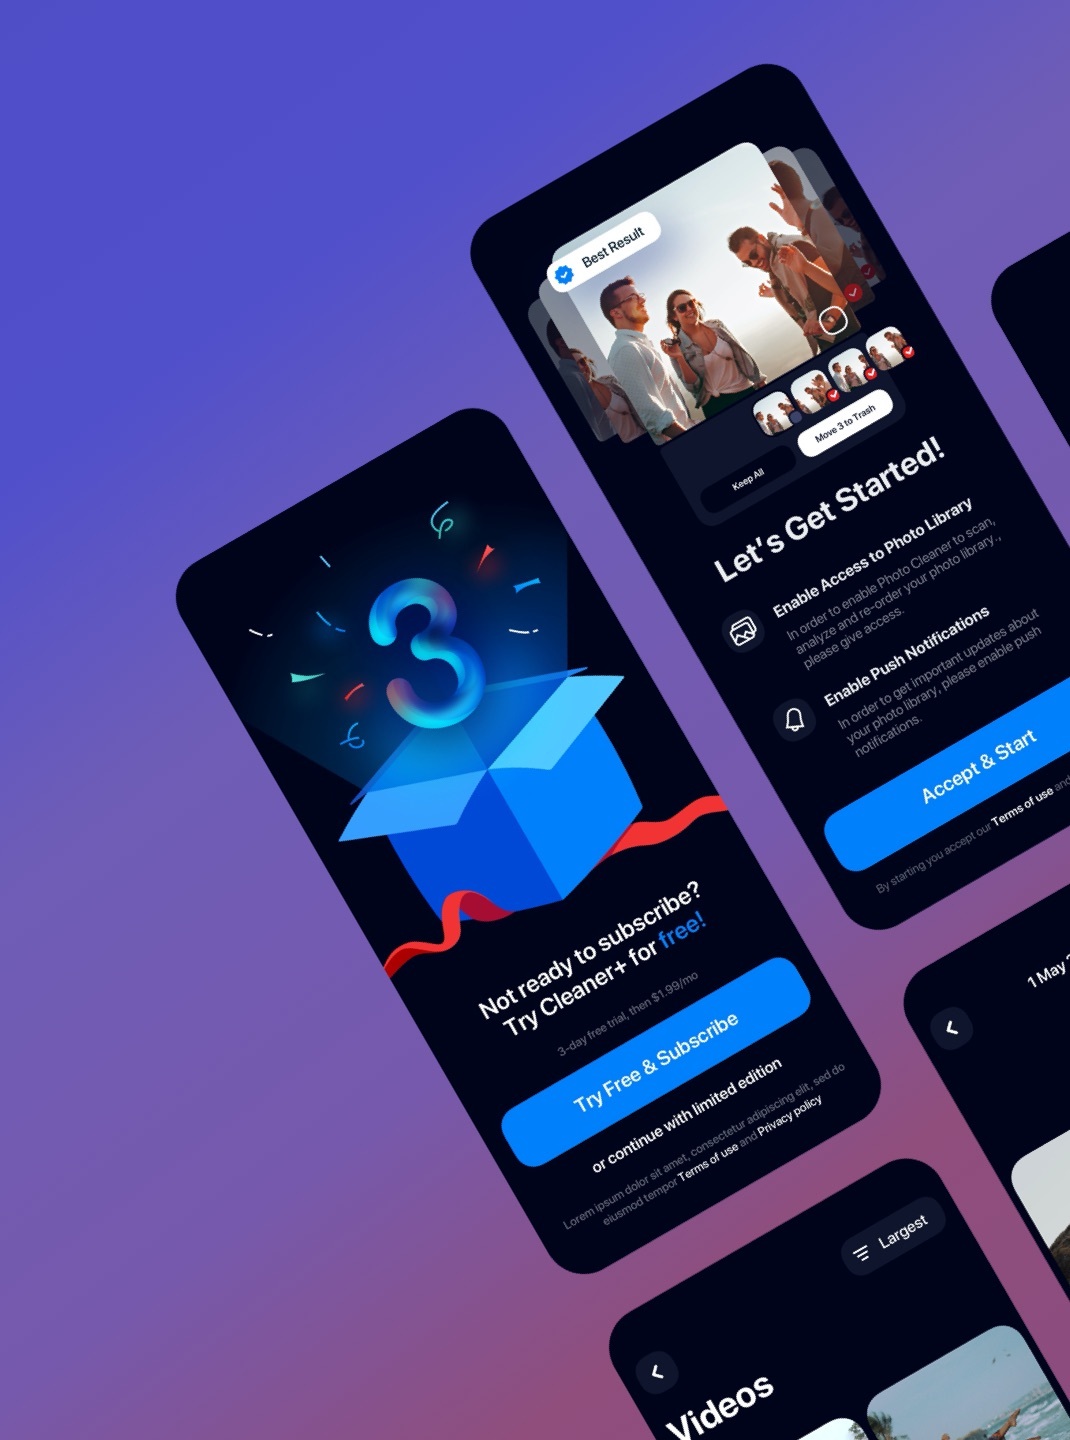 Best Result
Keep All
Move 3 to Trash
Let's Get Started!
Enable Access to Photo Library
In order to enable Photo Cleaner to scan,
analyze and re-order your photo library.,
please give access.
Enable Push Notifications
In order to get important updates about
your photo library, please enable push
notifications.
Accept & Start
By starting you accept our Terms of use and
3
Not ready to subscribe?
Try Cleaner+ for free!
3-day free trial, then $1.99/mo
Try Free & Subscribe
or continue with limited edition
Lorem ipsum dolor sit amet, consectetur adipiscing elit, sed do
eiusmod tempor Terms of use and Privacy policy
1 May
Largest
Videos